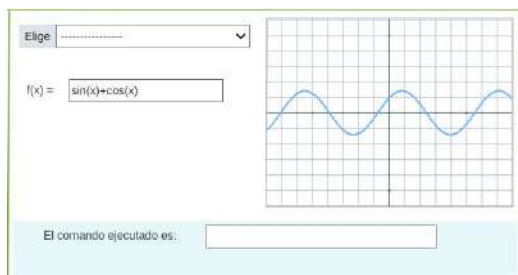 Elige ----------------
f(x) = sin(x)+cos(x)
El comando ejecutado es: